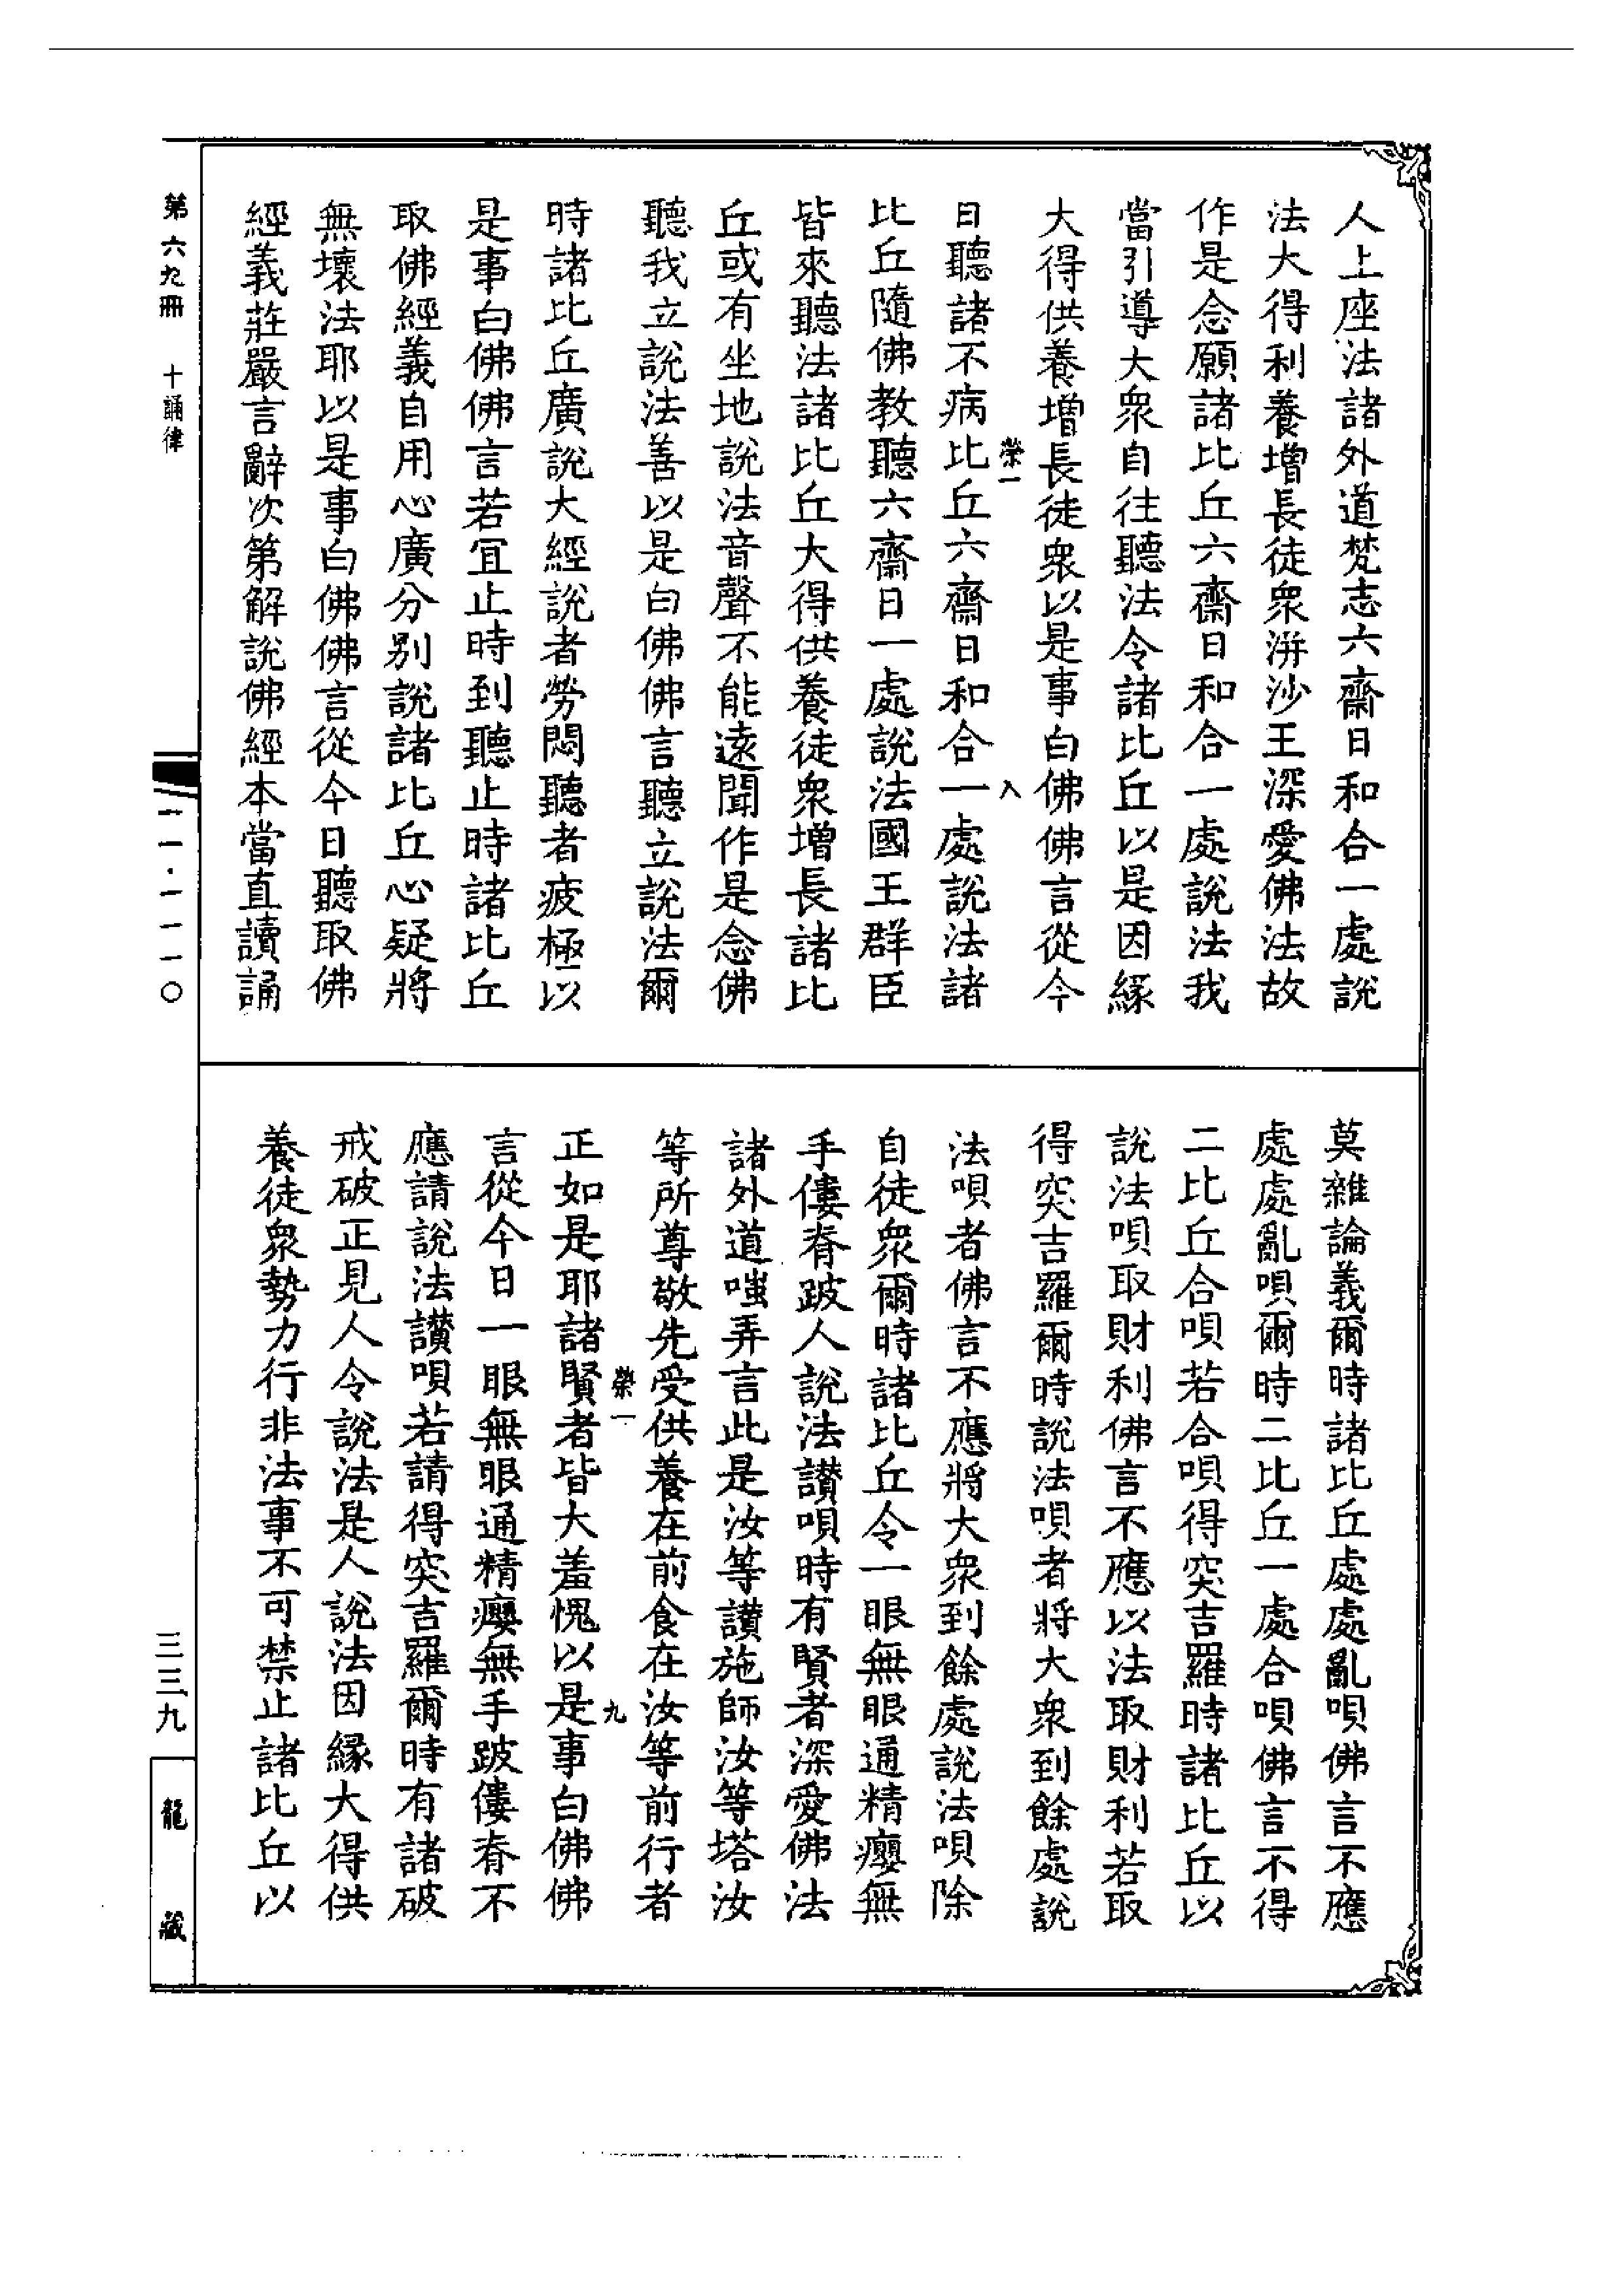 人上座法諸外道梵志六齋日和合一處說
法大得利養增長徒衆洴沙王深愛佛法故
作是念願諸比丘六齋日和合一處說法我
當引導大衆自往聽法令諸比丘以是因緣
大得供養增長徒衆以是事白佛佛言從今
榮一 八
日聽諸不病比丘六齋日和合一處說法諸
比丘隨佛教聽六齋日一處說法國王群臣
皆來聽法諸比丘大得供養徒衆增長諸比
丘或有坐地說法音聲不能遠聞作是念佛
聽我立說法善以是白佛佛言聽立說法爾
時諸比丘廣說大經說者勞悶聽者疲極以
是事白佛佛言若宜止時到聽止時諸比丘
取佛經義自用心廣分別說諸比丘心疑將
無壞法耶以是事白佛佛言從今日聽取佛
經義莊嚴言辭次第解說佛經本當直讀誦
莫雜論義爾時諸比丘處處亂唄佛言不應
處處亂唄爾時二比丘一處合唄佛言不得
二比丘合唄若合唄得突吉羅時諸比丘以
說法唄取財利佛言不應以法取財利若取
得突吉羅爾時說法唄者將大衆到餘處說
法唄者佛言不應將大衆到餘處說法唄除
自徒衆爾時諸比丘令一眼無眼通精癭無
手僂脊跛人說法讃唄時有賢者深愛佛法
諸外道嗤弄言此是汝等讃施師汝等塔汝
等所尊敬先受供養在前食在汝等前行者
榮一 九
正如是耶諸賢者皆大羞愧以是事白佛佛
言從今日一眼無眼通精癭無手跛僂脊不
應請說法讃唄若請得突吉羅爾時有諸破
戒破正見人令說法是人說法因緣大得供
養徒衆勢力行非法事不可禁止諸比丘以
第六九冊 十誦律
一一·一一一〇
三三九
龍藏